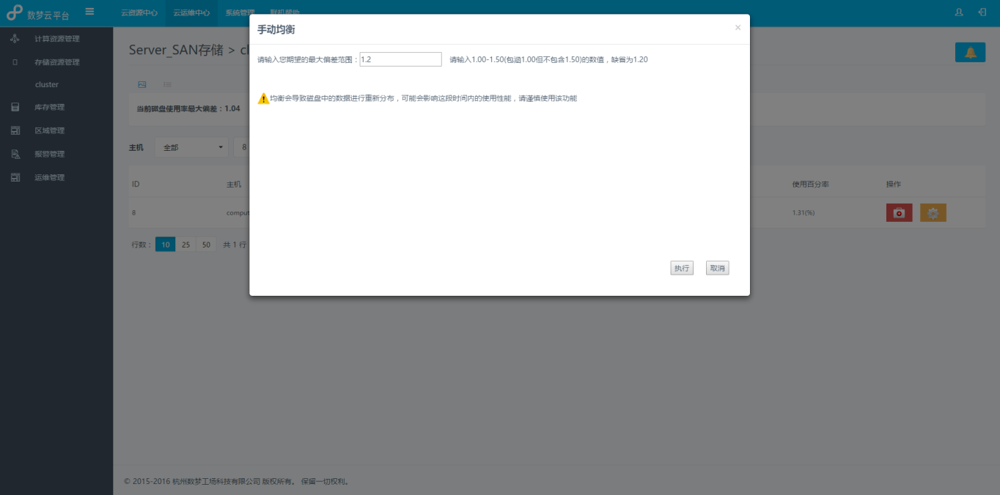 数梦云平台
云资源中心 云运维中心 系统管理 联机帮助
计算资源管理
存储资源管理
cluster
库存管理
区域管理
报警管理
运维管理
Server_SAN存储 > cl
当前磁盘使用率最大偏差：1.04
主机 全部 8
ID 主机 使用百分率 操作
8 comput 1.31(%)
行数： 10 25 50 共 1 行
手动均衡 ×
请输入您期望的最大偏差范围： 1.2 请输入1.00-1.50(包涵1.00但不包含1.50)的数值，缺省为1.20
均衡会导致磁盘中的数据进行重新分布，可能会影响这段时间内的使用性能，请谨慎使用该功能
执行 取消
© 2015-2016 杭州数梦工场科技有限公司 版权所有。 保留一切权利。